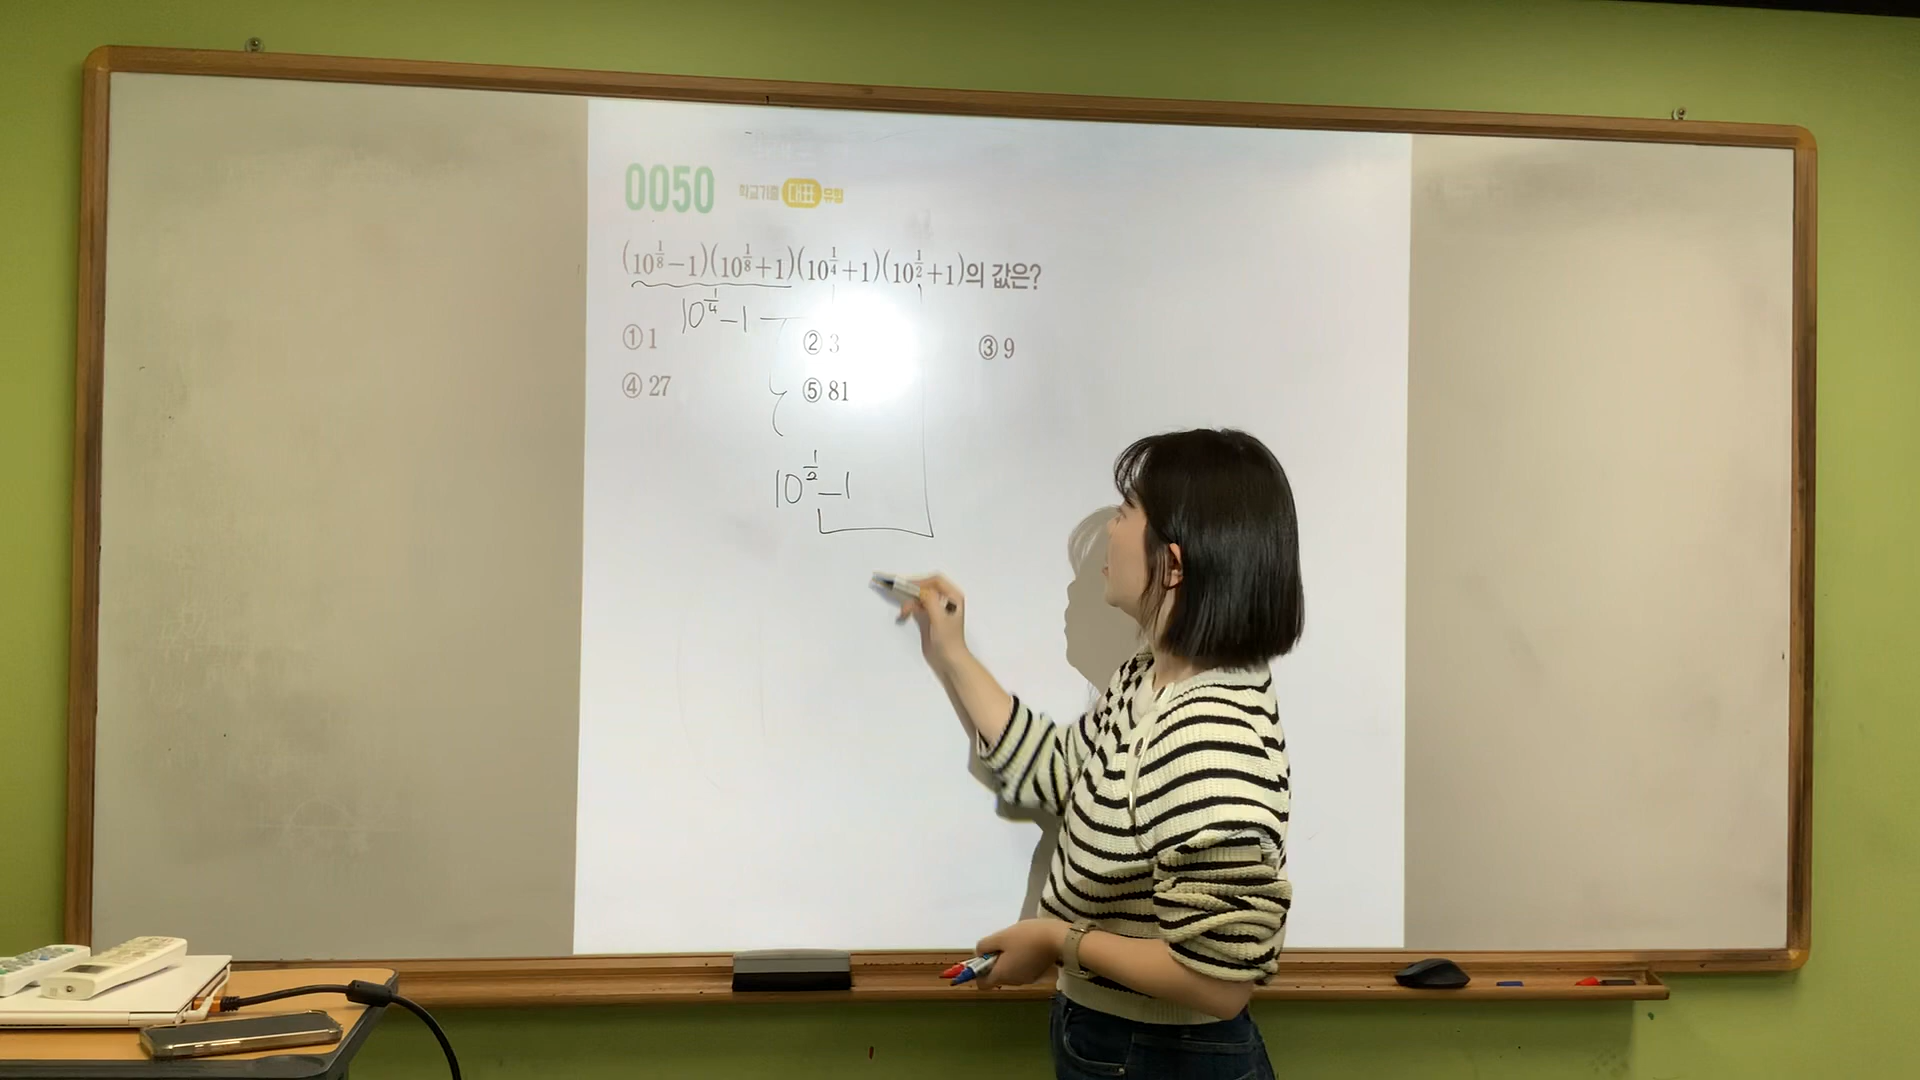 0050 학교기출 대표 유형
(10^{1/8}-1)(10^{1/8}+1)(10^{1/4}+1)(10^{1/2}+1)의 값은?
10^{1/4}-1
① 1 ② 3 ③ 9
④ 27 ⑤ 81
10^{1/2}-1